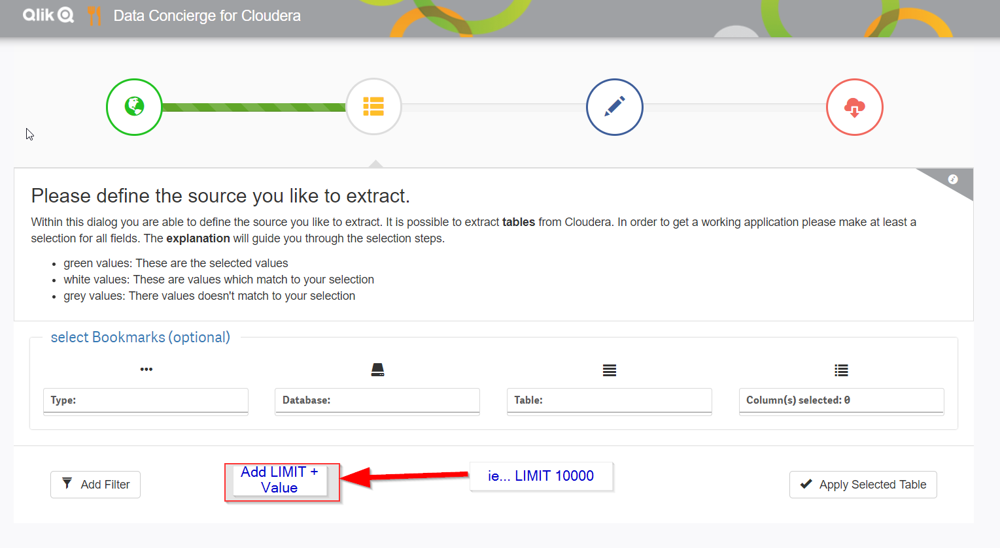 Qlik Data Concierge for Cloudera
Please define the source you like to extract.
Within this dialog you are able to define the source you like to extract. It is possible to extract tables from Cloudera. In order to get a working application please make at least a
selection for all fields. The explanation will guide you through the selection steps.
• green values: These are the selected values
• white values: These are values which match to your selection
• grey values: There values doesn't match to your selection
select Bookmarks (optional)
Type: Database: Table: Column(s) selected: 0
Add Filter
Add LIMIT +
Value
ie... LIMIT 10000
Apply Selected Table